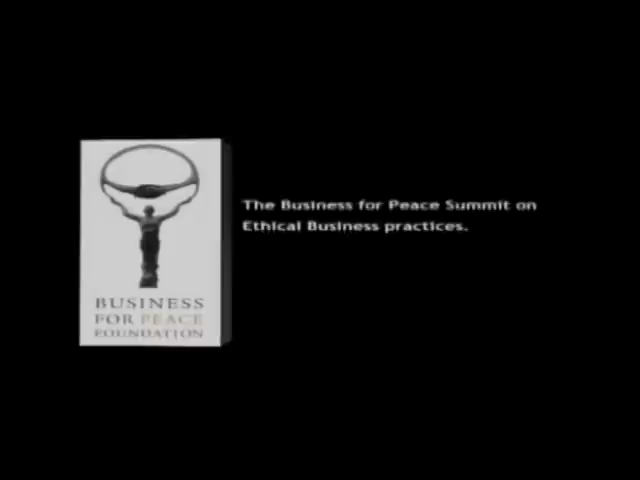 BUSINESS
FOR PEACE
FOUNDATION
The Business for Peace Summit on
Ethical Business practices.